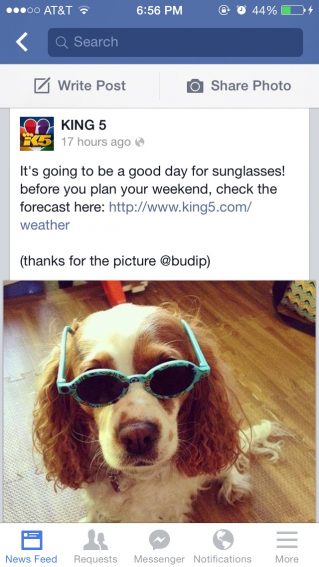 AT&T 6:56 PM 44%
Search
Write Post Share Photo
K5
KING 5
17 hours ago
It's going to be a good day for sunglasses!
before you plan your weekend, check the
forecast here: http://www.king5.com/
weather
(thanks for the picture @budip)
News Feed Requests Messenger Notifications More